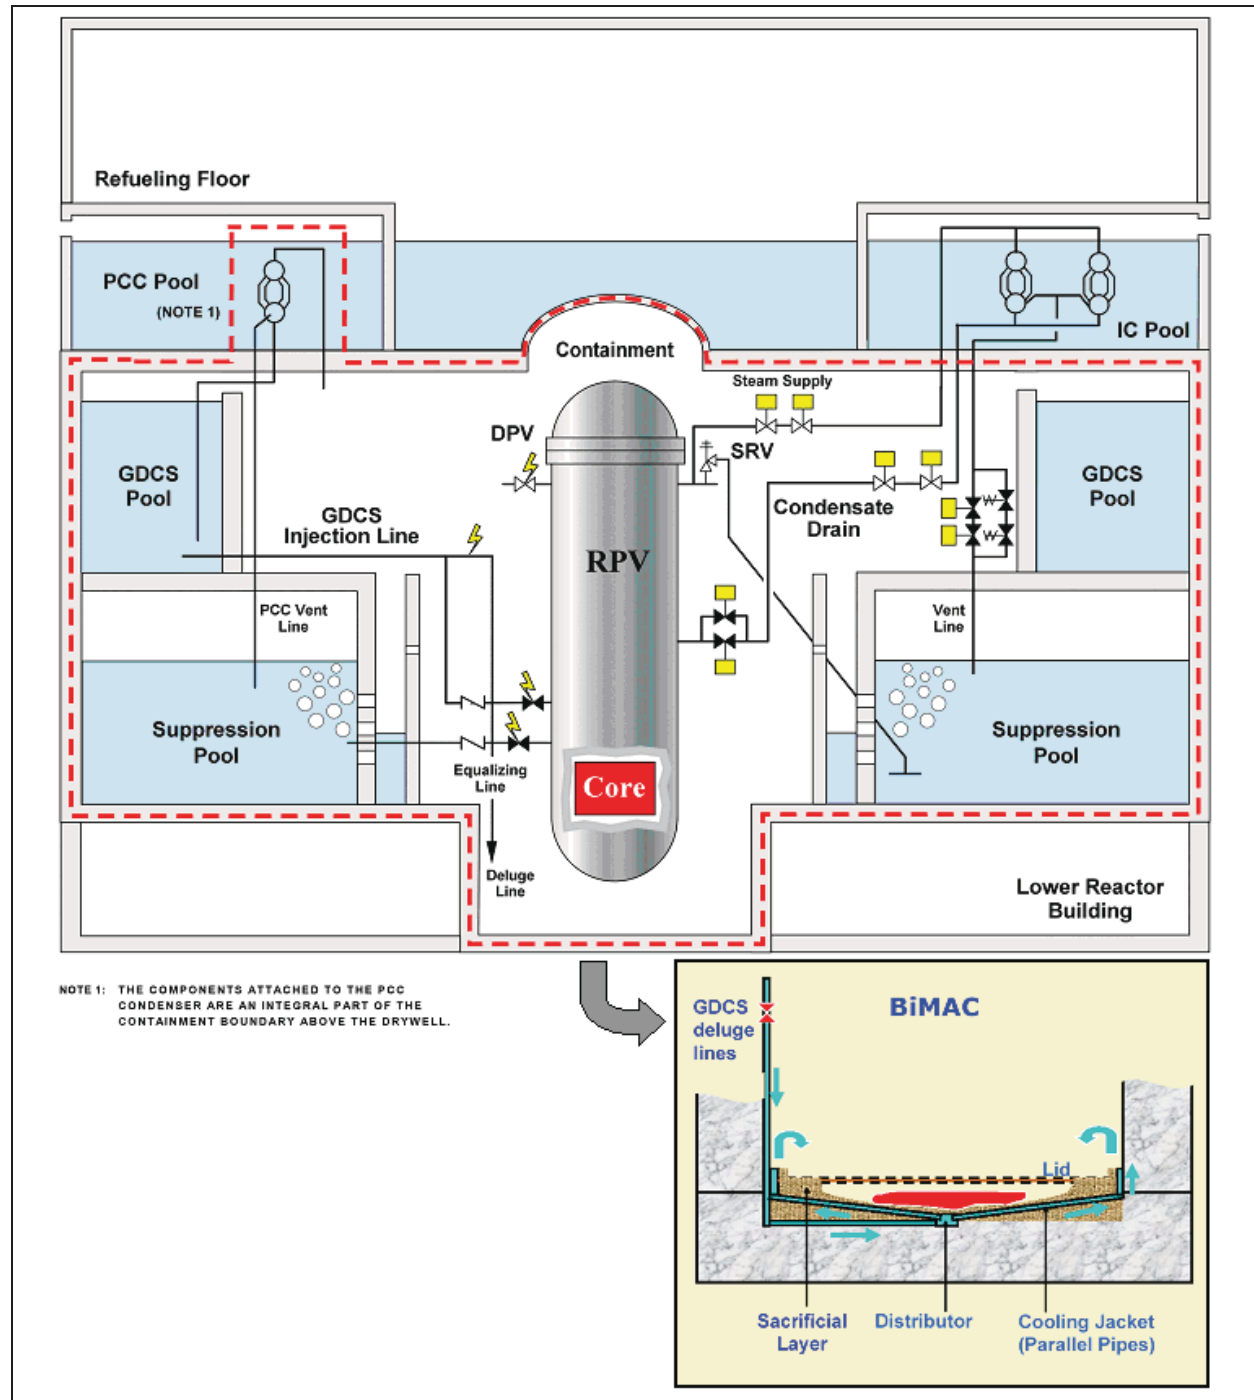 Refueling Floor
PCC Pool
(NOTE 1)
IC Pool
Containment
Steam Supply
DPV
SRV
GDCS
Pool
GDCS
Injection Line
RPV
Condensate
Drain
GDCS
Pool
PCC Vent
Line
Vent
Line
Suppression
Pool
Equalizing
Line
Core
Suppression
Pool
Deluge
Line
Lower Reactor
Building
NOTE 1: THE COMPONENTS ATTACHED TO THE PCC
CONDENSER ARE AN INTEGRAL PART OF THE
CONTAINMENT BOUNDARY ABOVE THE DRYWELL.
BiMAC
GDCS
deluge
lines
Lid
Sacrificial
Layer
Distributor
Cooling Jacket
(Parallel Pipes)